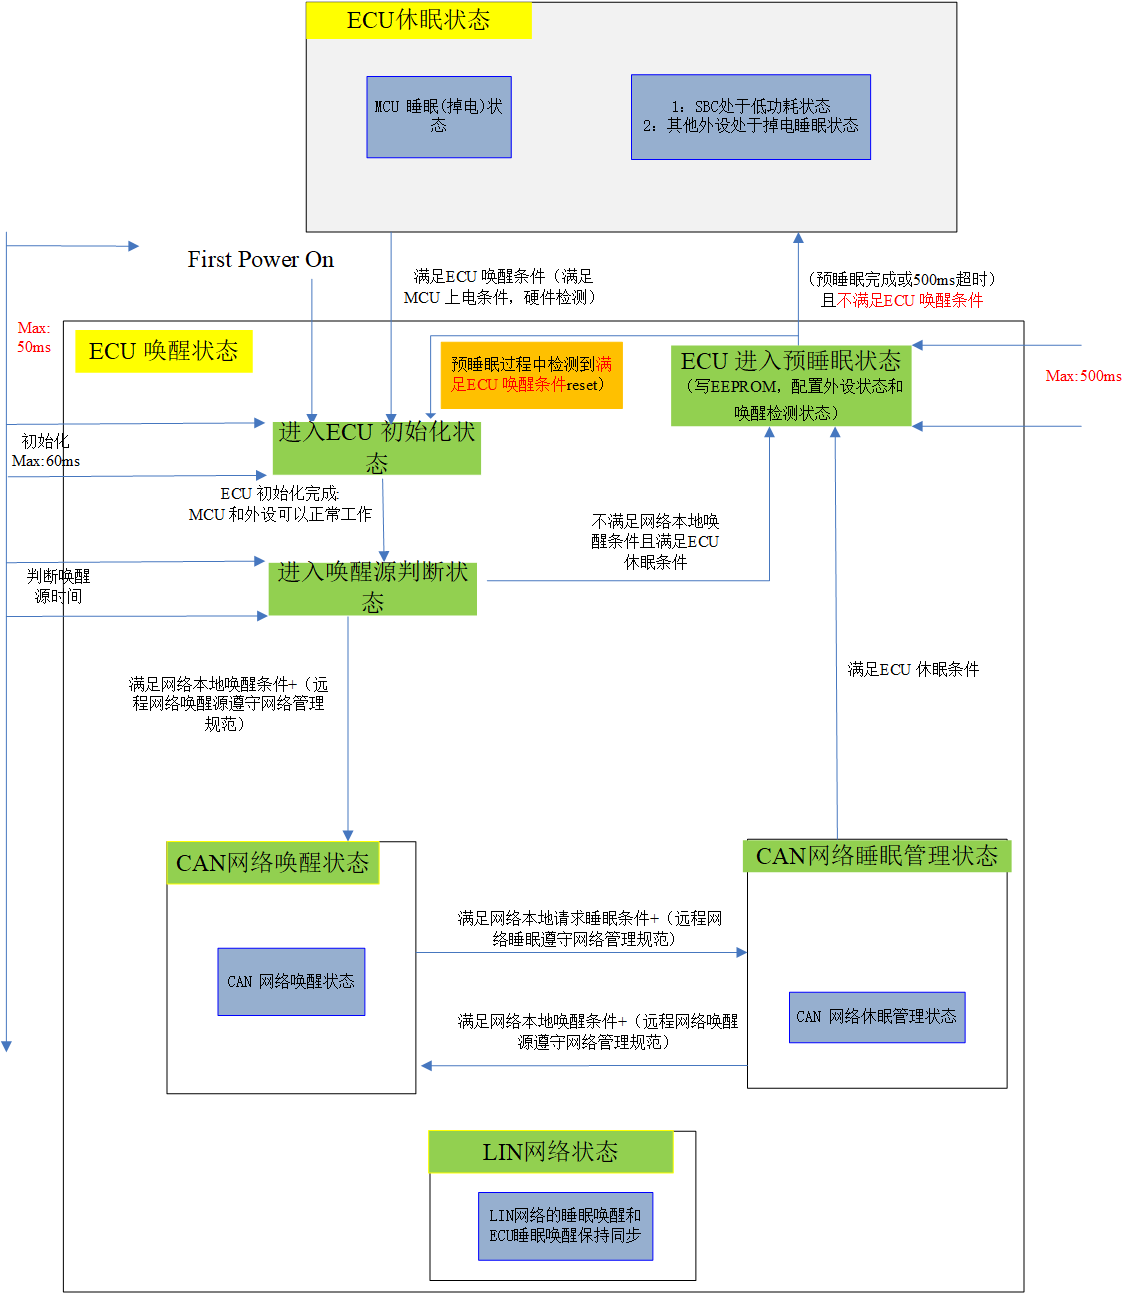 ECU休眠状态
MCU 睡眠(掉电)状
态
1: SBC处于低功耗状态
2: 其他外设处于掉电睡眠状态
First Power On
满足ECU 唤醒条件（满足
MCU 上电条件，硬件检测）
（预睡眠完成或500ms超时）
且不满足ECU 唤醒条件
Max:
50ms
ECU 唤醒状态
预睡眠过程中检测到满
足ECU 唤醒条件reset）
ECU 进入预睡眠状态
（写EEPROM，配置外设状态和
唤醒检测状态）
Max:500ms
初始化
Max:60ms
进入ECU 初始化状
态
ECU 初始化完成:
MCU 和外设可以正常工作
不满足网络本地唤
醒条件且满足ECU
休眠条件
判断唤醒
源时间
进入唤醒源判断状
态
满足网络本地唤醒条件+（远
程网络唤醒源遵守网络管理
规范）
满足ECU 休眠条件
CAN网络唤醒状态
CAN 网络唤醒状态
满足网络本地请求睡眠条件+（远程网
络睡眠遵守网络管理规范）
满足网络本地唤醒条件+（远程网络唤醒
源遵守网络管理规范）
CAN网络睡眠管理状态
CAN 网络休眠管理状态
LIN网络状态
LIN网络的睡眠唤醒和
ECU睡眠唤醒保持同步